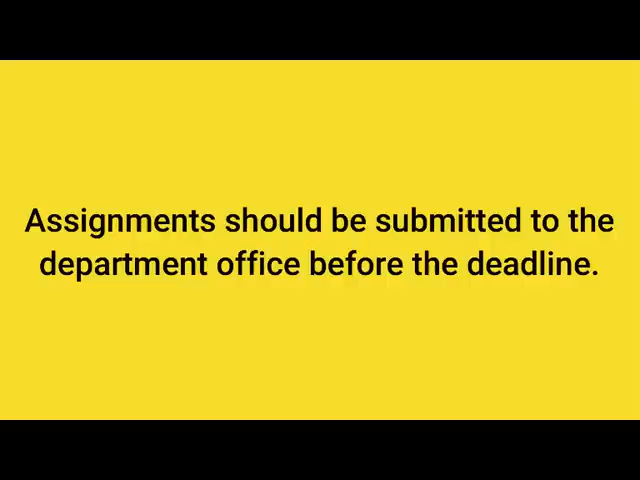 Assignments should be submitted to the
department office before the deadline.